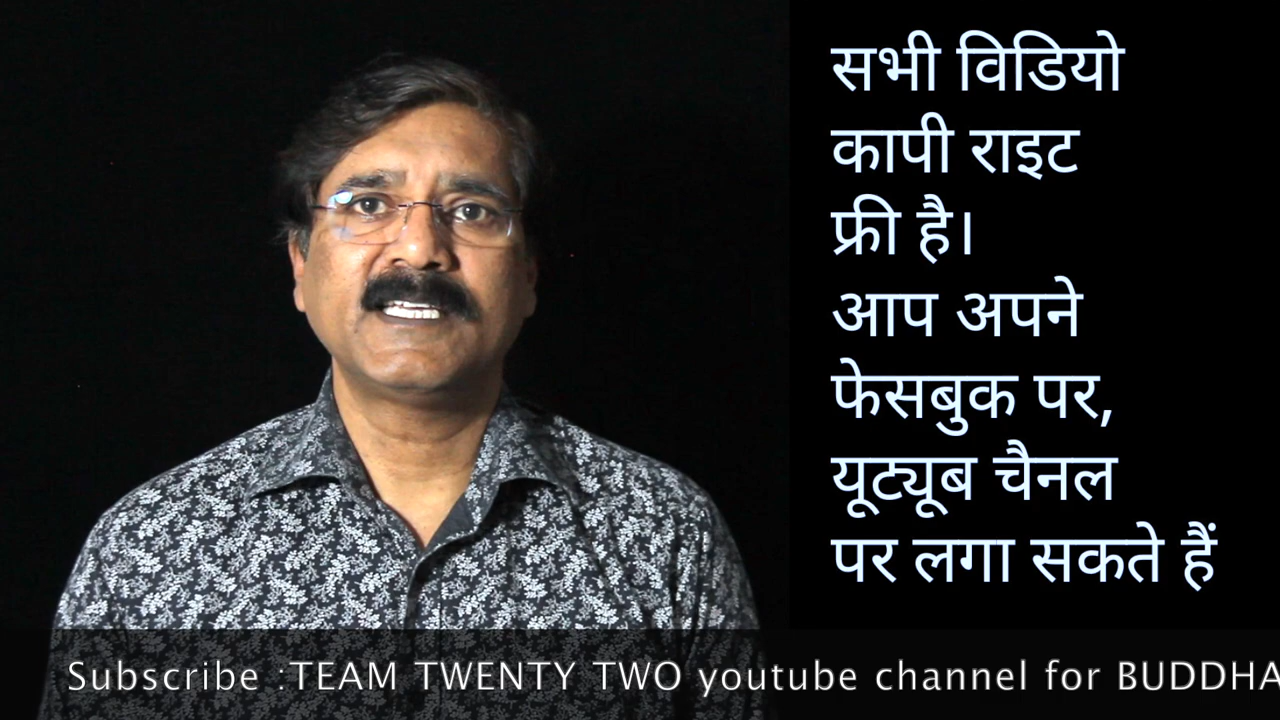 सभी विडियो
कापी राइट
फ्री है।
आप अपने
फेसबुक पर,
यूट्यूब चैनल
पर लगा सकते हैं
Subscribe :TEAM TWENTY TWO youtube channel for BUDDHA